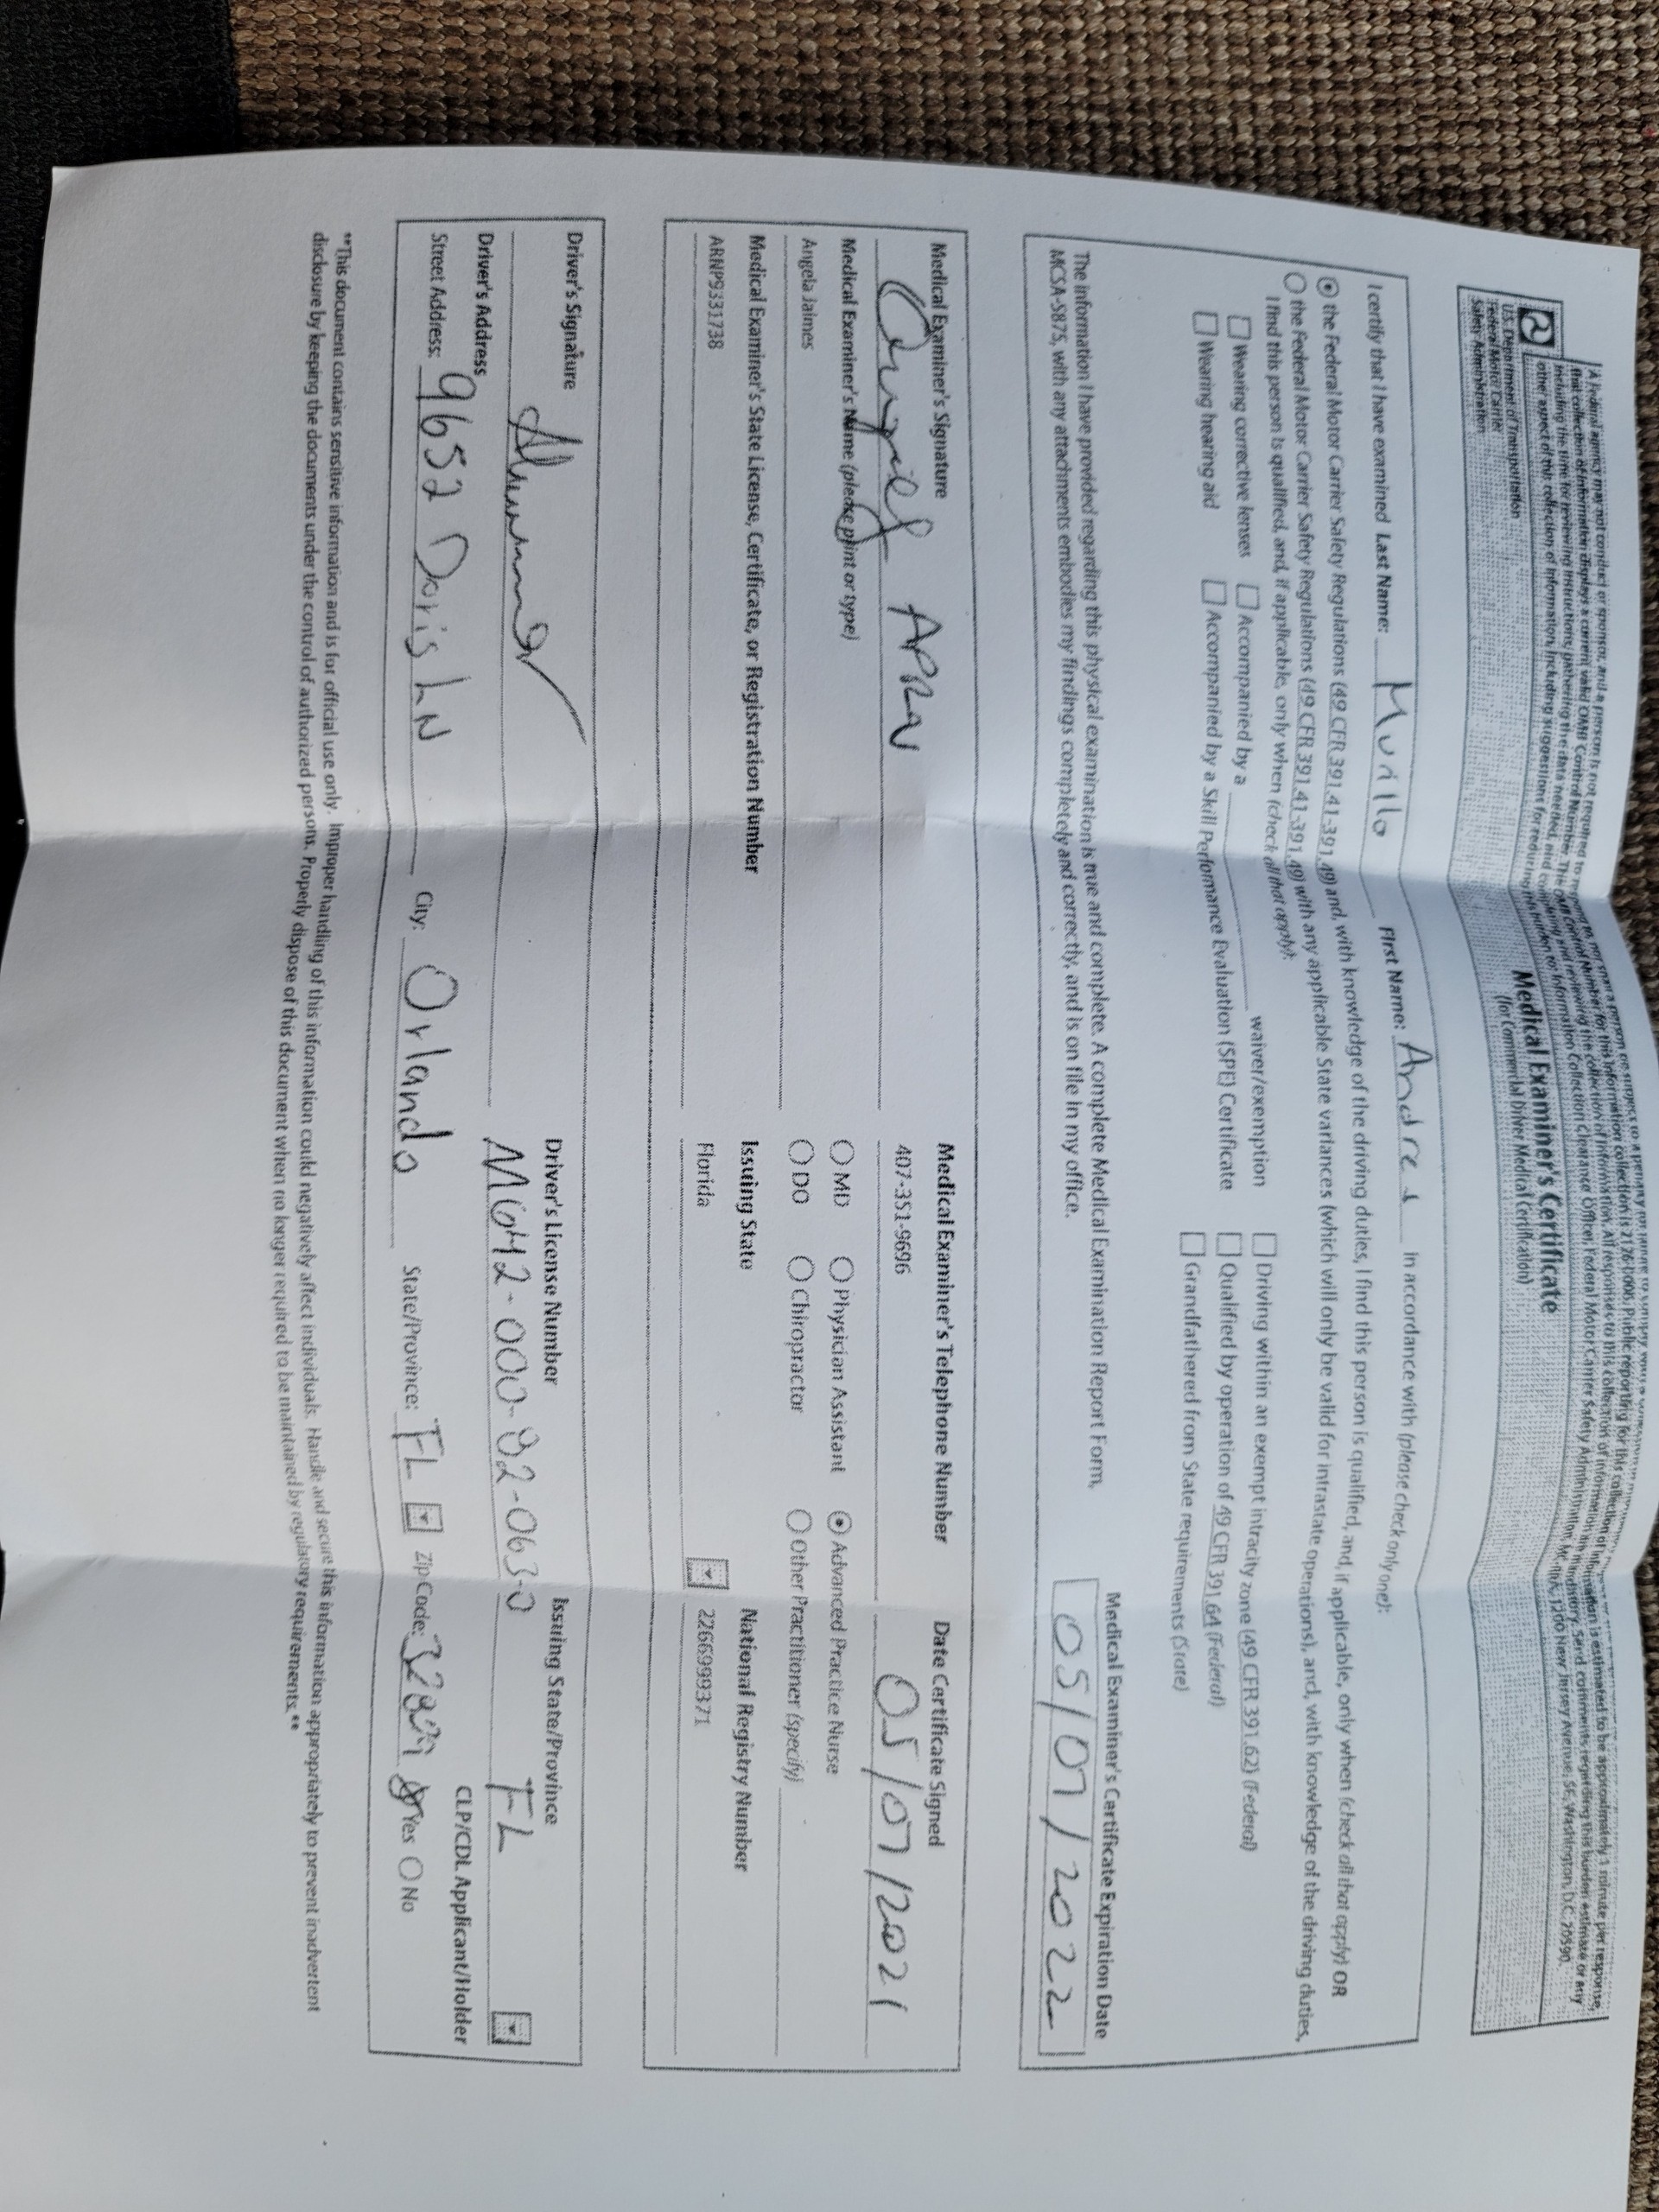 U.S. Department of Transportation
Federal Motor Carrier
Safety Administration
Medical Examiner's Certificate
(for Commercial Driver Medical Certification)
I certify that I have examined Last Name: Murillo First Name: Andres in accordance with (please check only one):
the Federal Motor Carrier Safety Regulations (49 CFR 391.41-391.49) and, with knowledge of the driving duties, I find this person is qualified, and, if applicable, only when (check all that apply) OR
the Federal Motor Carrier Safety Regulations (49 CFR 391.41-391.49) with any applicable State variances (which will only be valid for intrastate operations), and, with knowledge of the driving duties,
I find this person is qualified, and, if applicable, only when (check all that apply):
Wearing corrective lenses Accompanied by a waiver/exemption Driving within an exempt intracity zone (49 CFR 391.62) (Federal)
Wearing hearing aid Accompanied by a Skill Performance Evaluation (SPE) Certificate Qualified by operation of 49 CFR 391.64 (Federal)
Grandfathered from State requirements (State)
The information I have provided regarding this physical examination is true and complete. A complete Medical Examination Report Form,
MCSA-5875, with any attachments embodies my findings completely and correctly, and is on file in my office.
Medical Examiner's Certificate Expiration Date
05/07/2022
Medical Examiner's Signature Medical Examiner's Telephone Number Date Certificate Signed
APRN 407-351-9696 05/07/2021
Medical Examiner's Name (please print or type) MD Physician Assistant Advanced Practice Nurse
Angela Jaimes DO Chiropractor Other Practitioner (specify)
Medical Examiner's State License, Certificate, or Registration Number Issuing State National Registry Number
ARNP9331738 Florida 2266999371
Driver's Signature Driver's License Number Issuing State/Province
M642-000-92-063-0 FL
Driver's Address CLP/CDL Applicant/Holder
Street Address: 9652 Doris LN City: Orlando State/Province: FL Zip Code: Yes No
**This document contains sensitive information and is for official use only. Improper handling of this information could negatively affect individuals. Handle and secure this information appropriately to prevent inadvertent
disclosure by keeping the documents under the control of authorized persons. Properly dispose of this document when no longer required to be maintained by regulatory requirements.**